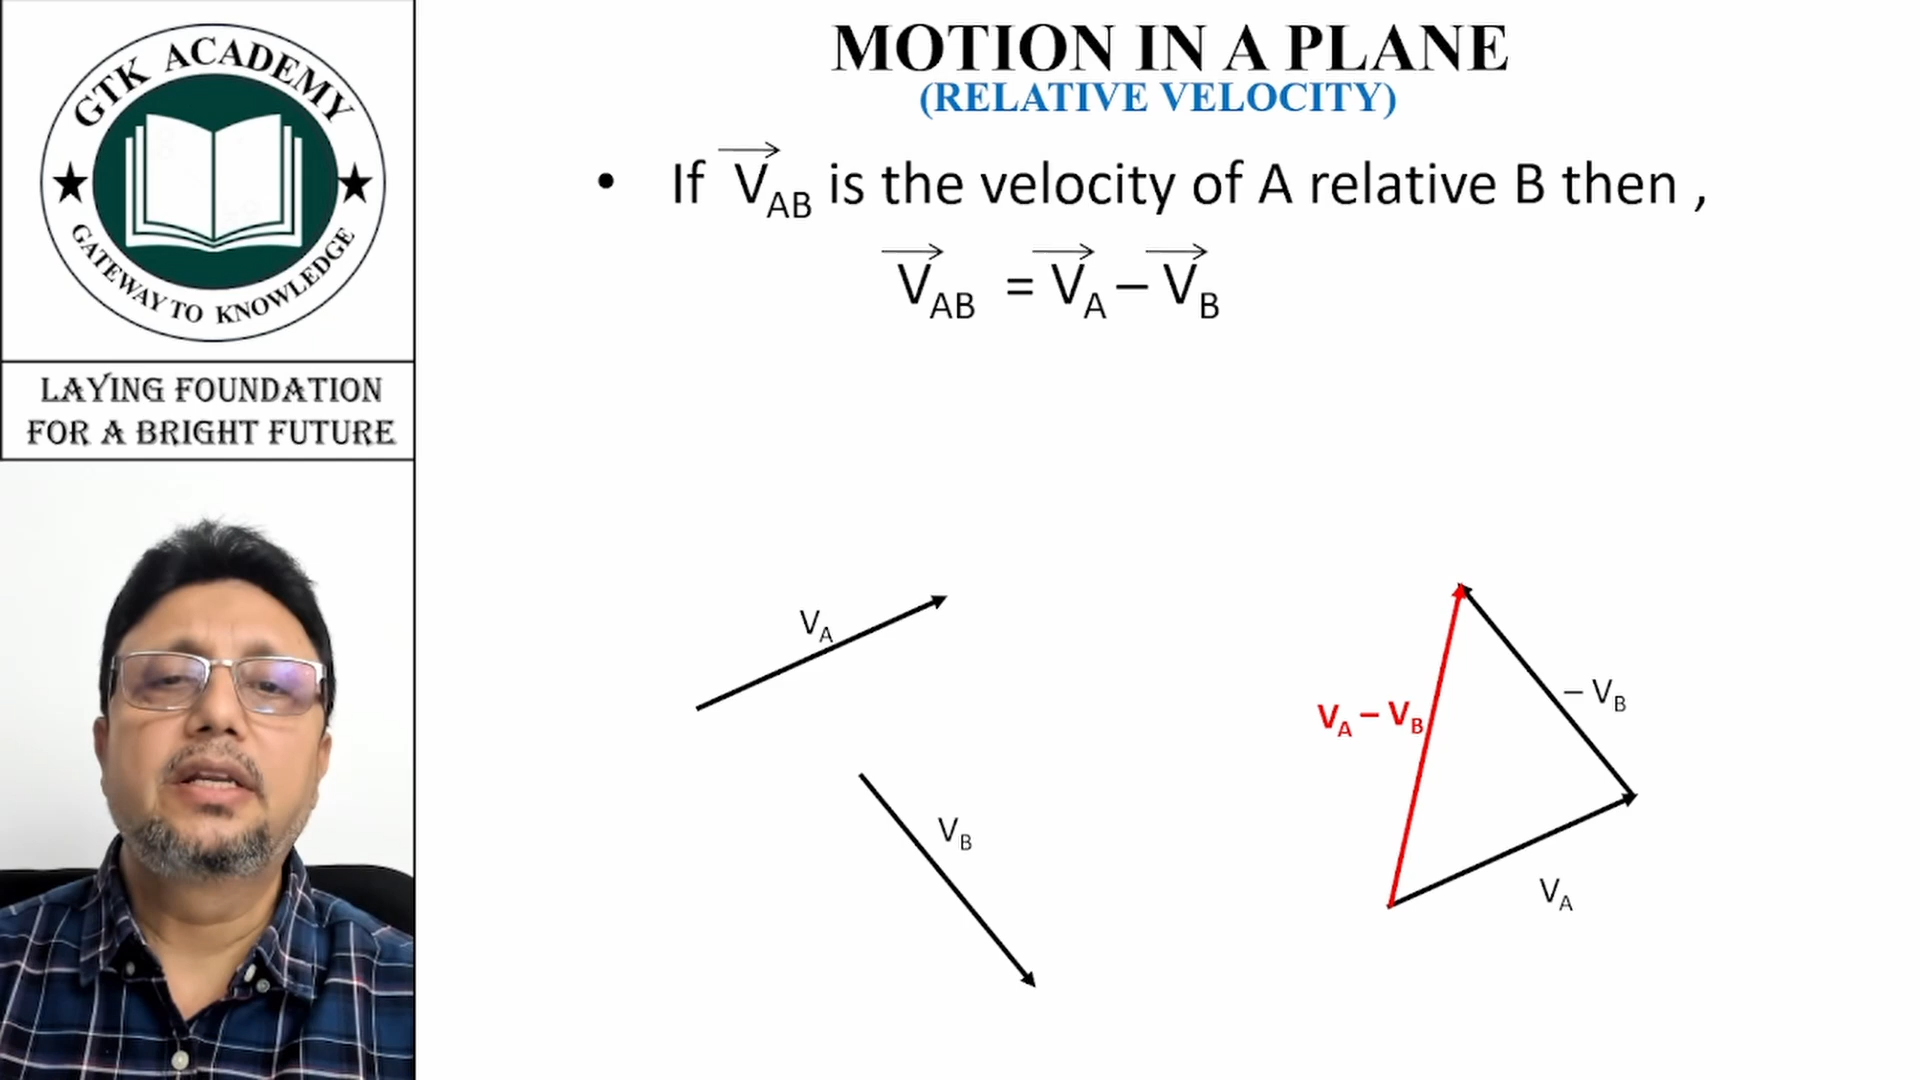 GTK ACADEMY
GATEWAY TO KNOWLEDGE
LAYING FOUNDATION
FOR A BRIGHT FUTURE
MOTION IN A PLANE
(RELATIVE VELOCITY)
• If V⃗AB is the velocity of A relative B then ,
V⃗AB = V⃗A – V⃗B
VA
VB
VA – VB
– VB
VA